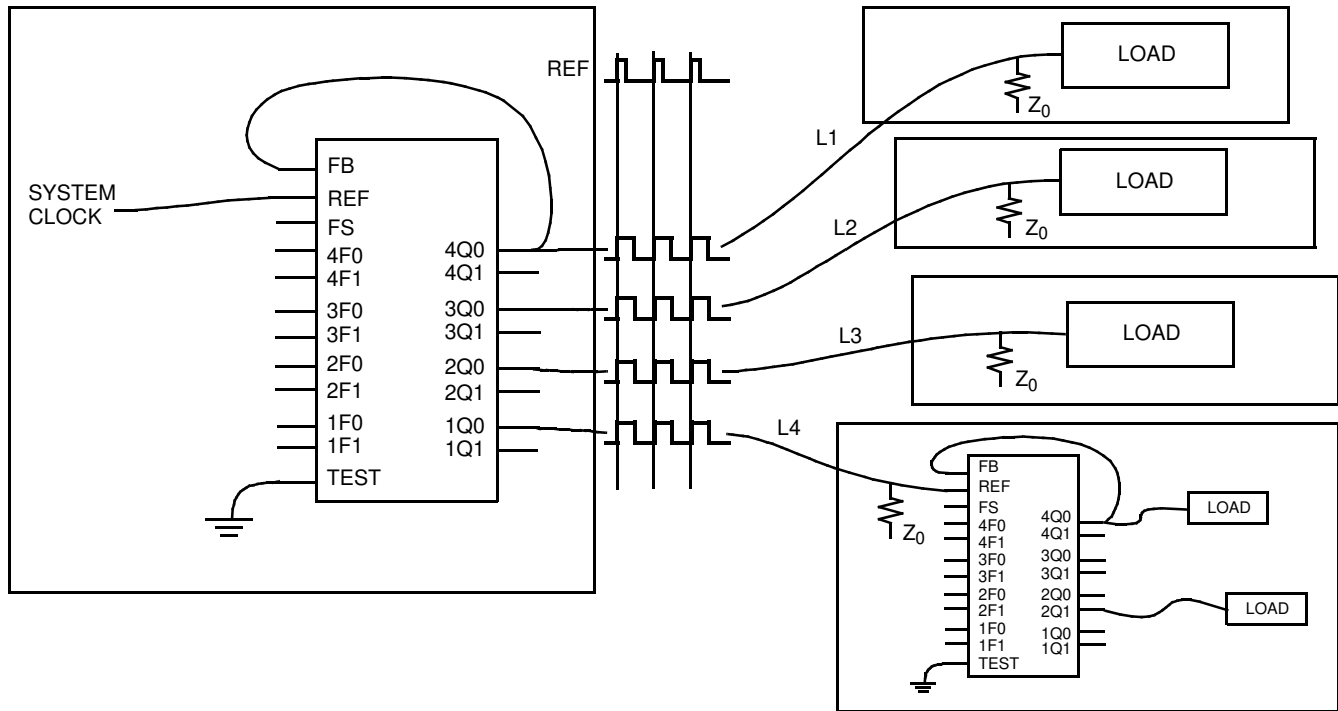 SYSTEM
CLOCK
FB
REF
FS
4F0
4F1
3F0
3F1
2F0
2F1
1F0
1F1
TEST
4Q0
4Q1
3Q0
3Q1
2Q0
2Q1
1Q0
1Q1
REF
L1
L2
L3
L4
LOAD
Z0
LOAD
Z0
LOAD
Z0
Z0
FB
REF
FS
4F0
4F1
3F0
3F1
2F0
2F1
1F0
1F1
TEST
4Q0
4Q1
3Q0
3Q1
2Q0
2Q1
1Q0
1Q1
LOAD
LOAD